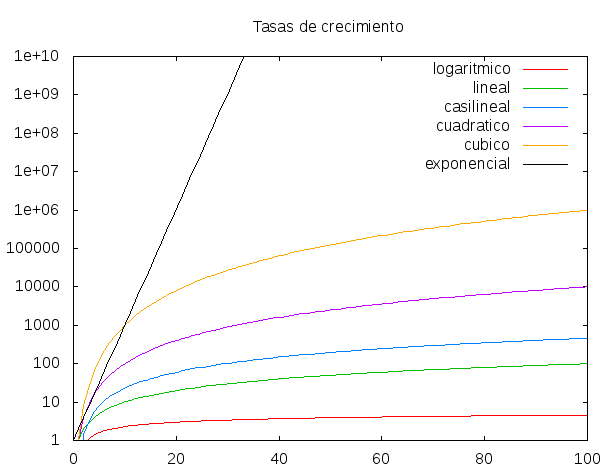 Tasas de crecimiento
1e+10
1e+09
1e+08
1e+07
1e+06
100000
10000
1000
100
10
1
logaritmico
lineal
casilineal
cuadratico
cubico
exponencial
0 20 40 60 80 100